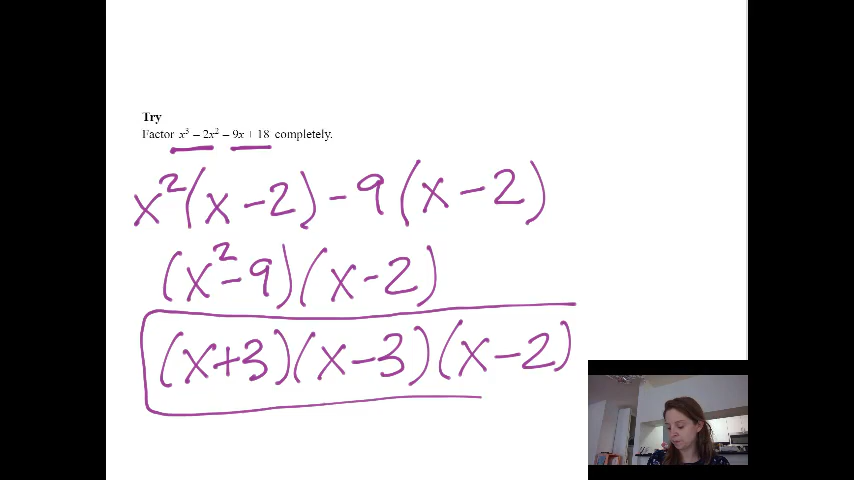 Try
Factor x³ – 2x² – 9x + 18 completely.
x²(x-2)-9(x-2)
(x²-9)(x-2)
(x+3)(x-3)(x-2)